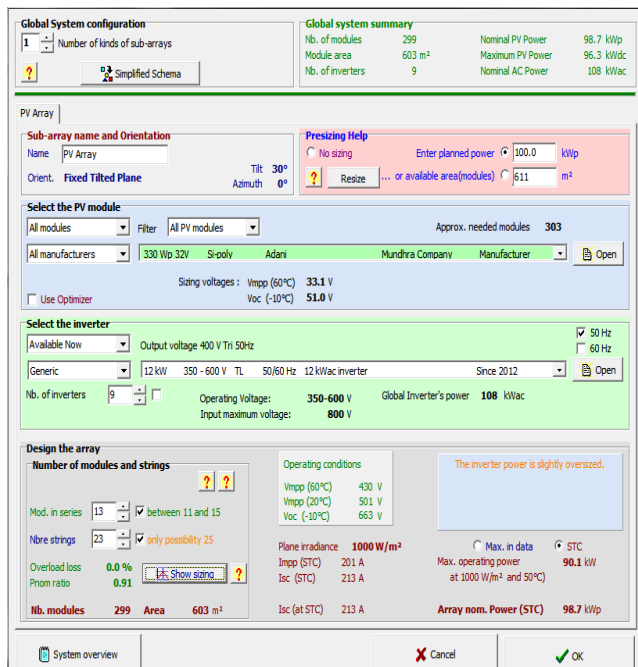 Global System configuration
1 Number of kinds of sub-arrays
? Simplified Schema
Global system summary
Nb. of modules 299 Nominal PV Power 98.7 kWp
Module area 603 m² Maximum PV Power 96.3 kWdc
Nb. of inverters 9 Nominal AC Power 108 kWac
PV Array
Sub-array name and Orientation
Name PV Array
Orient. Fixed Tilted Plane
Tilt 30°
Azimuth 0°
Presizing Help
No sizing Enter planned power 100.0 kWp
? Resize ... or available area(modules) 611 m²
Select the PV module
All modules Filter All PV modules Approx. needed modules 303
All manufacturers 330 Wp 32V Si-poly Adani Mundhra Company Manufacturer Open
Sizing voltages : Vmpp (60°C) 33.1 V
Use Optimizer Voc (-10°C) 51.0 V
Select the inverter
50 Hz
Available Now Output voltage 400 V Tri 50Hz
60 Hz
Generic 12 kW 350 - 600 V TL 50/60 Hz 12 kWac inverter Since 2012 Open
Nb. of inverters 9 Operating Voltage: 350-600 V Global Inverter's power 108 kWac
Input maximum voltage: 800 V
Design the array
Number of modules and strings
? ?
Mod. in series 13 between 11 and 15
Nbre strings 23 only possibility 25
Overload loss 0.0 %
Pnom ratio 0.91
Show sizing ?
Nb. modules 299 Area 603 m²
Operating conditions
Vmpp (60°C) 430 V
Vmpp (20°C) 501 V
Voc (-10°C) 663 V
The inverter power is slightly oversized.
Plane irradiance 1000 W/m² Max. in data STC
Impp (STC) 201 A Max. operating power 90.1 kW
Isc (STC) 213 A at 1000 W/m² and 50°C)
Isc (at STC) 213 A Array nom. Power (STC) 98.7 kWp
System overview
Cancel
OK